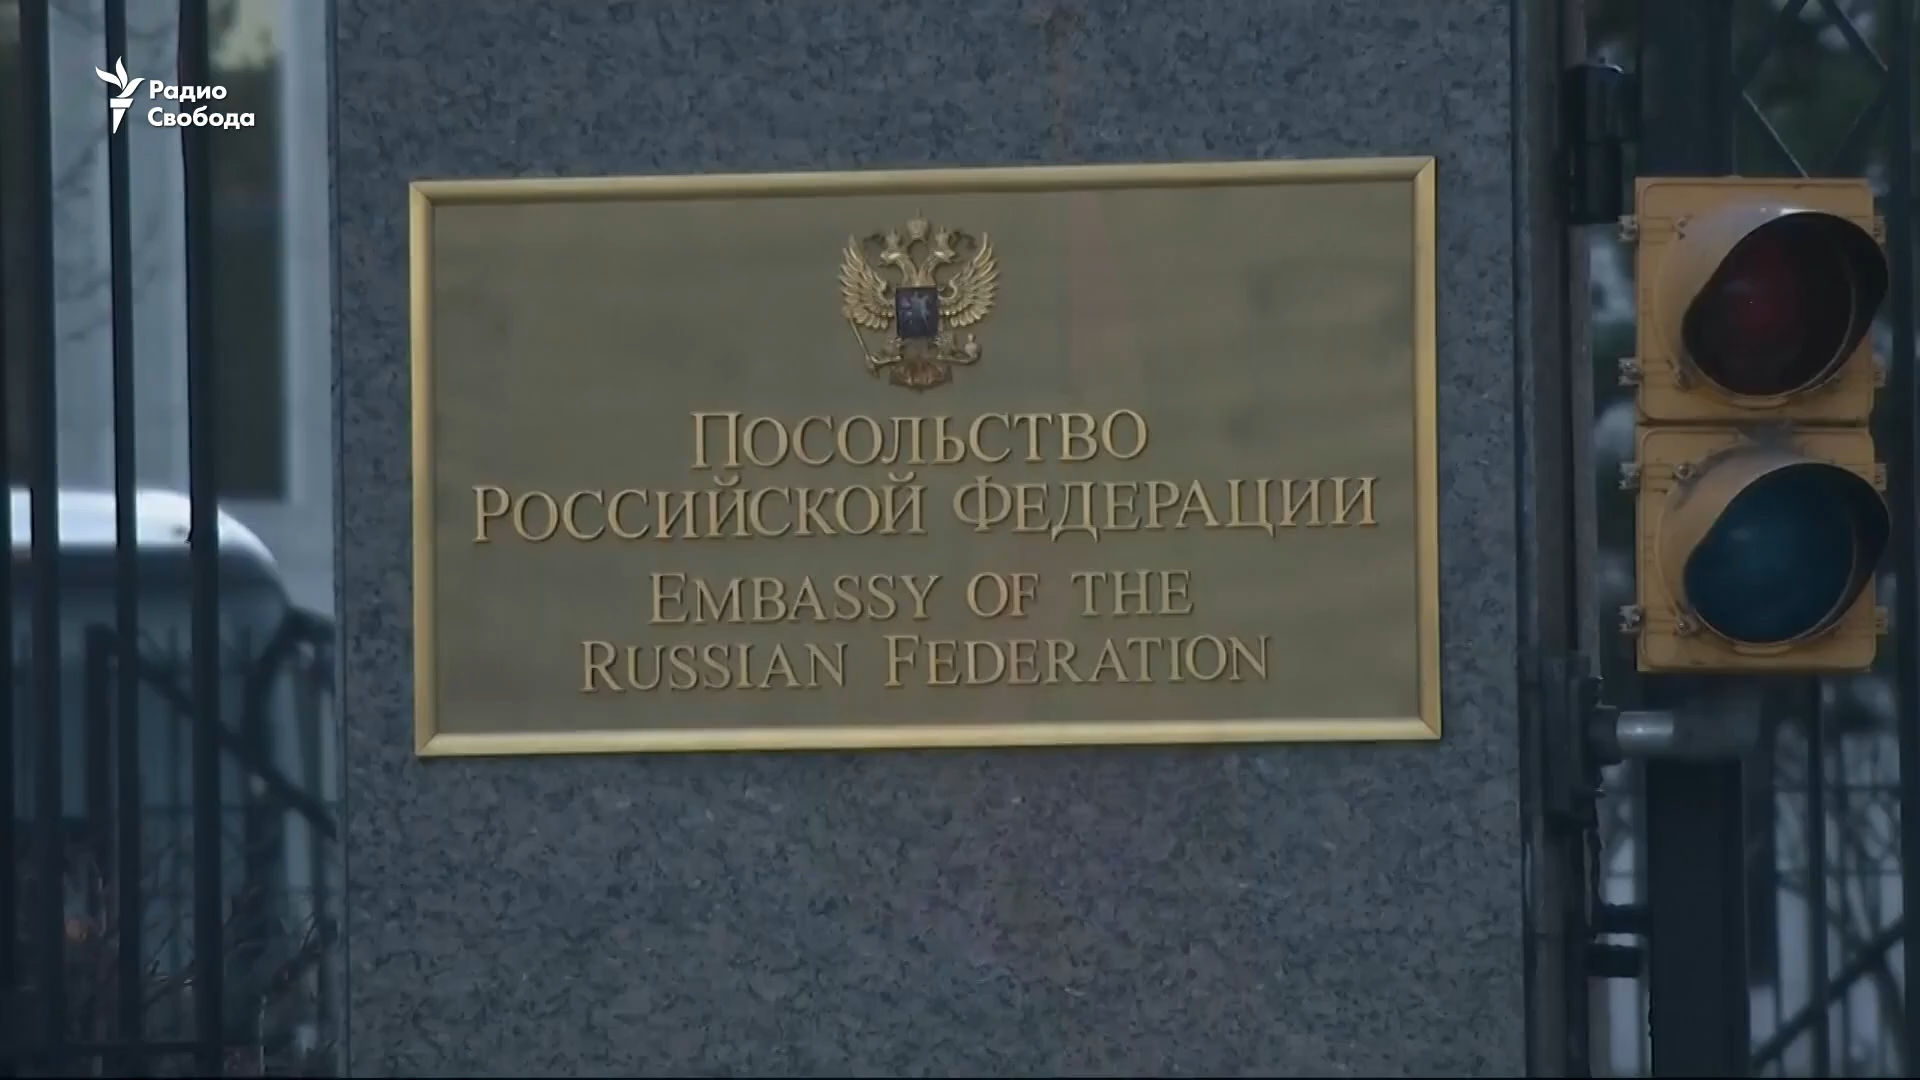 Радио
Свобода
Посольство
Российской Федерации
Embassy of the
Russian Federation